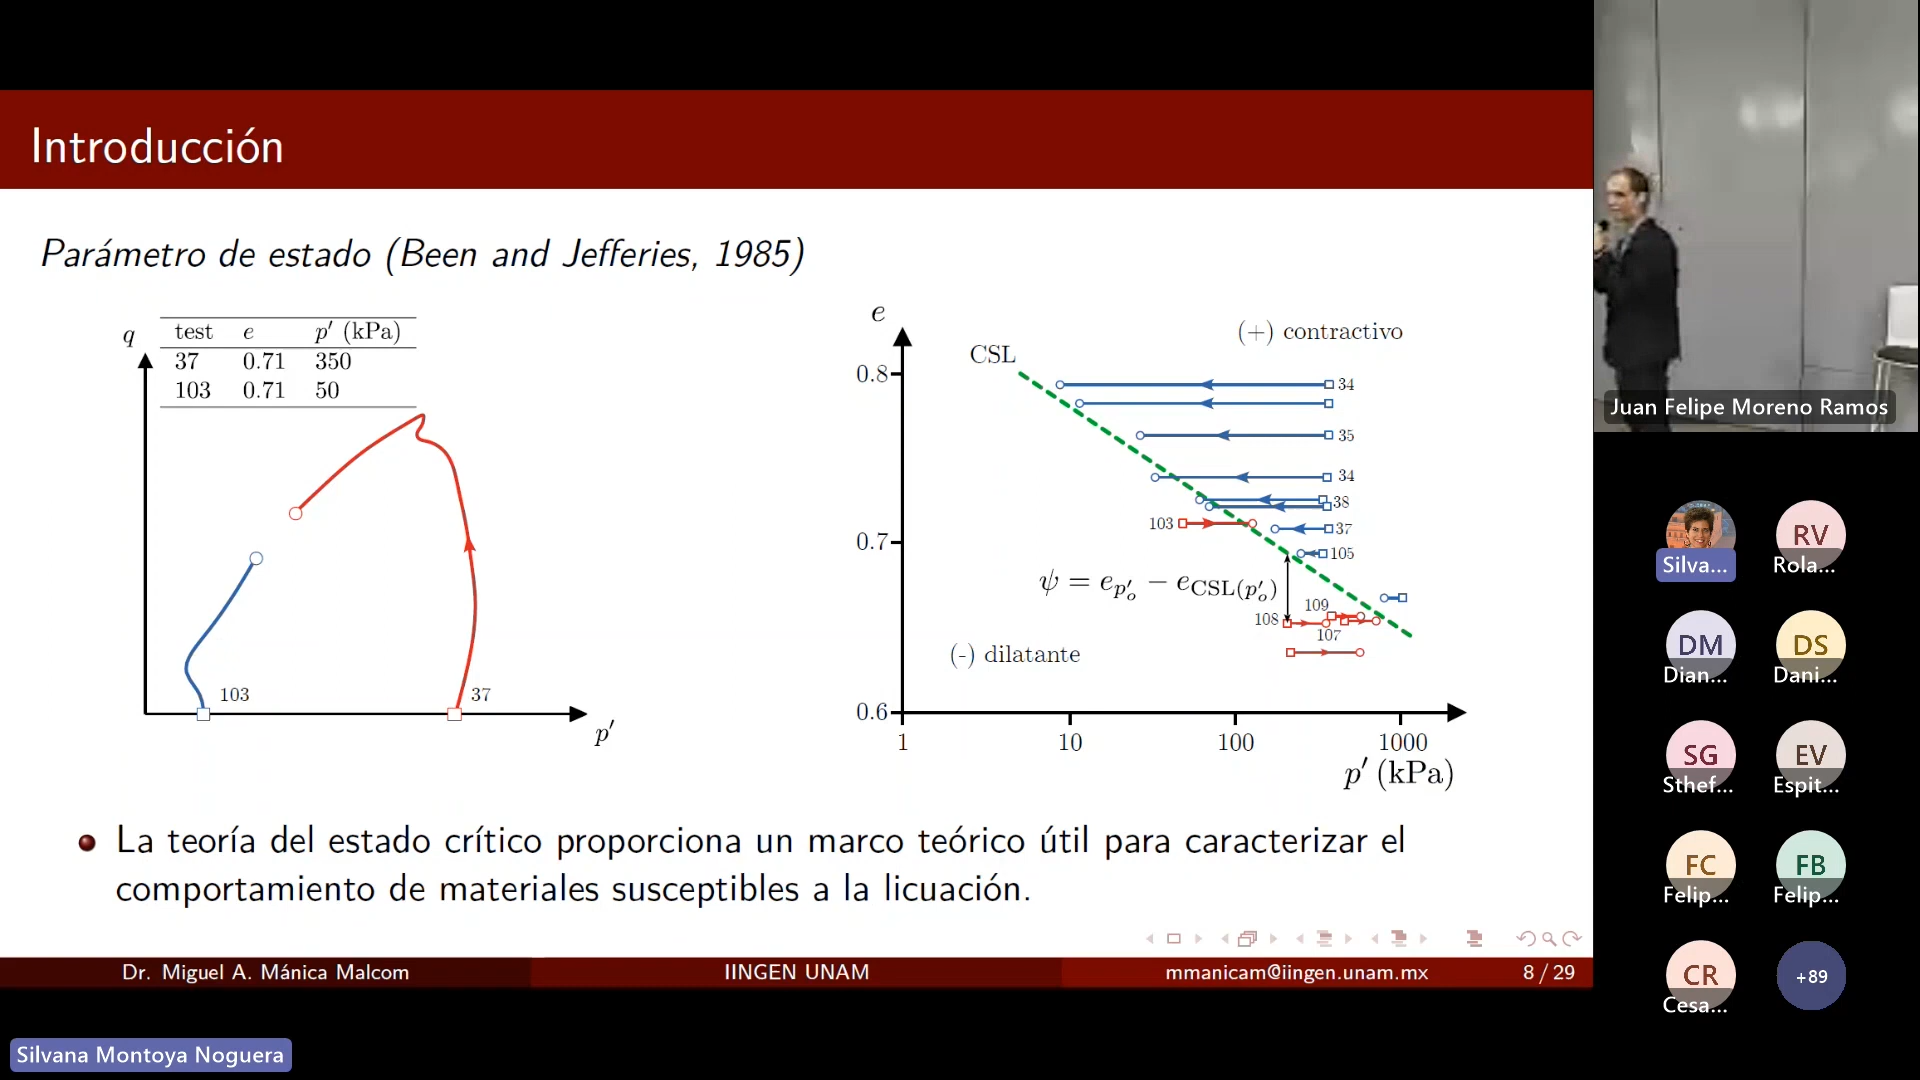 Introducción
Parámetro de estado (Been and Jefferies, 1985)
q
test e p′ (kPa)
37 0.71 350
103 0.71 50
103
37
p′
e
(+) contractivo
CSL
0.8
34
35
34
38
103
37
0.7
105
ψ = eₚ′ₒ − e_CSL(p′ₒ)
109
108
107
(-) dilatante
0.6
1 10 100 1000
p′ (kPa)
La teoría del estado crítico proporciona un marco teórico útil para caracterizar el
comportamiento de materiales susceptibles a la licuación.
Dr. Miguel A. Mánica Malcom IINGEN UNAM mmanicam@iingen.unam.mx 8 / 29
Silvana Montoya Noguera
Juan Felipe Moreno Ramos
Silva...
RV
Rola...
DM
Dian...
DS
Dani...
SG
Sthef...
EV
Espit...
FC
Felip...
FB
Felip...
CR
Cesa...
+89